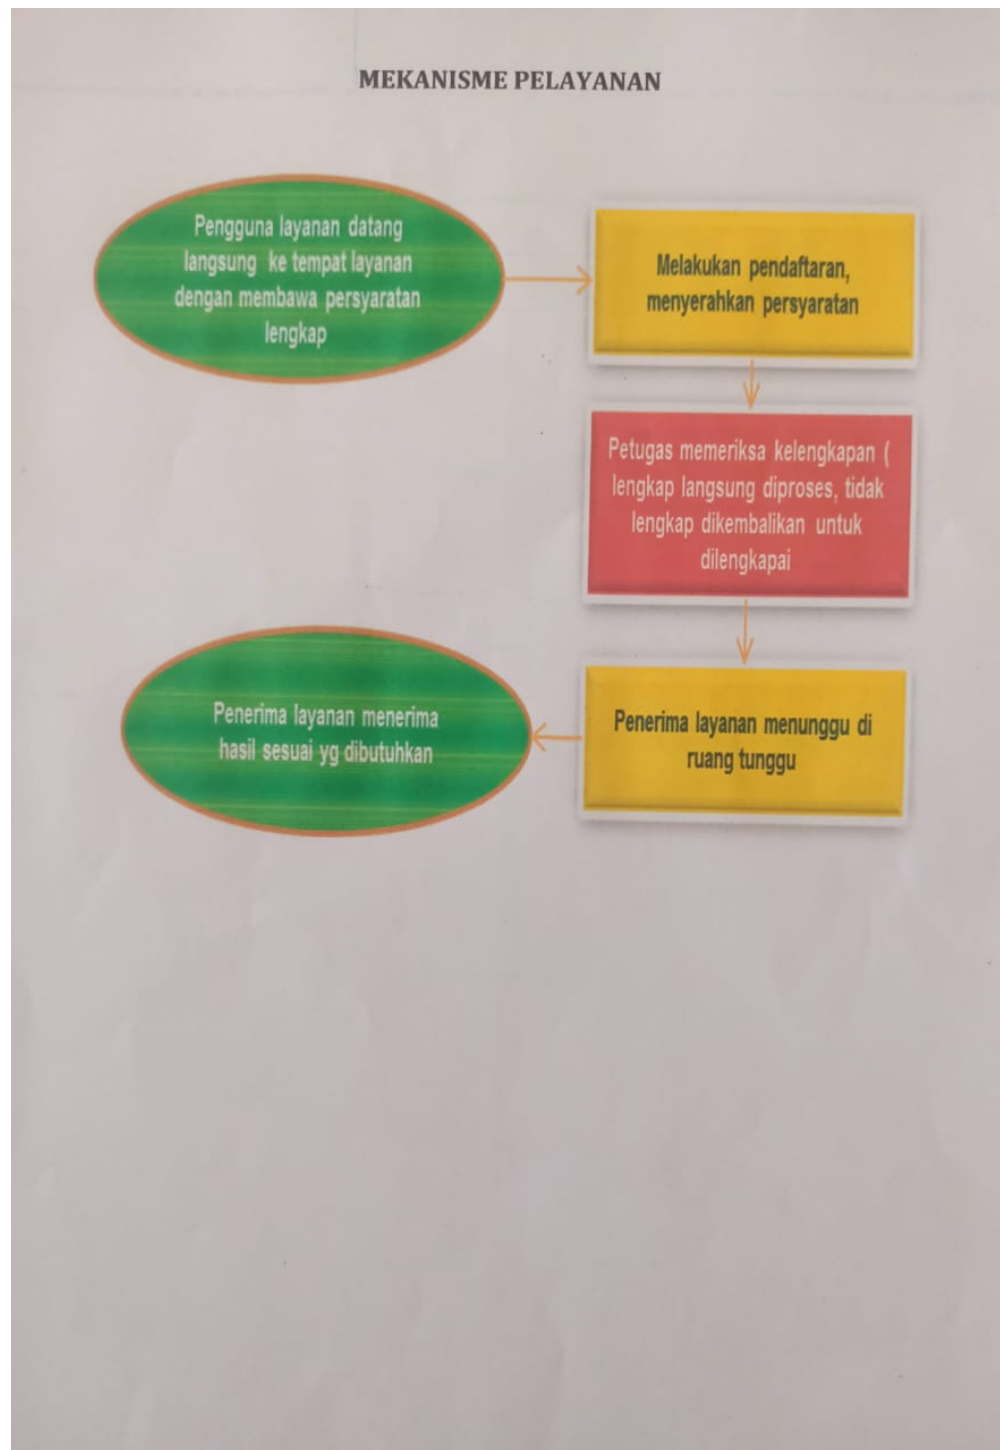 MEKANISME PELAYANAN
Pengguna layanan datang
langsung ke tempat layanan
dengan membawa persyaratan
lengkap
Melakukan pendaftaran,
menyerahkan persyaratan
Petugas memeriksa kelengkapan (
lengkap langsung diproses, tidak
lengkap dikembalikan untuk
dilengkapai
Penerima layanan menunggu di
ruang tunggu
Penerima layanan menerima
hasil sesuai yg dibutuhkan